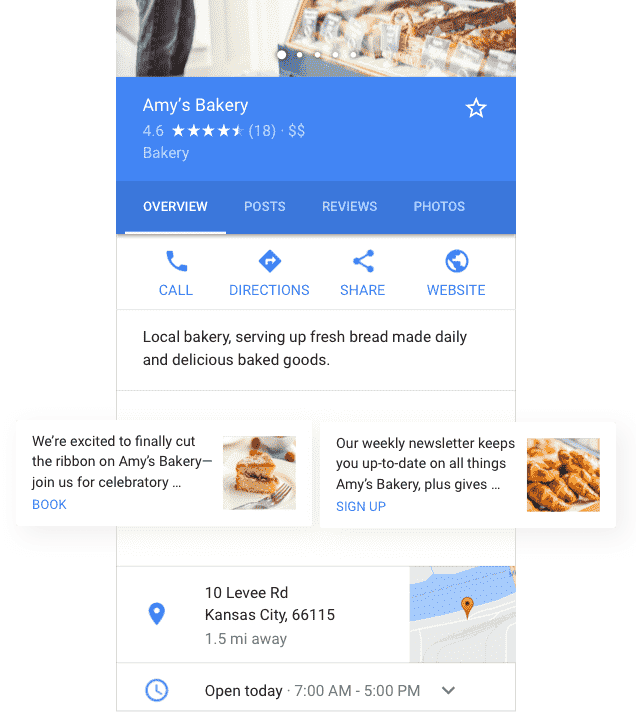 Amy's Bakery
4.6 ★★★★ (18) · $$
Bakery
OVERVIEW POSTS REVIEWS PHOTOS
CALL DIRECTIONS SHARE WEBSITE
Local bakery, serving up fresh bread made daily
and delicious baked goods.
We're excited to finally cut
the ribbon on Amy's Bakery—
join us for celebratory ...
BOOK
Our weekly newsletter keeps
you up-to-date on all things
Amy's Bakery, plus gives ...
SIGN UP
10 Levee Rd
Kansas City, 66115
1.5 mi away
Open today · 7:00 AM - 5:00 PM